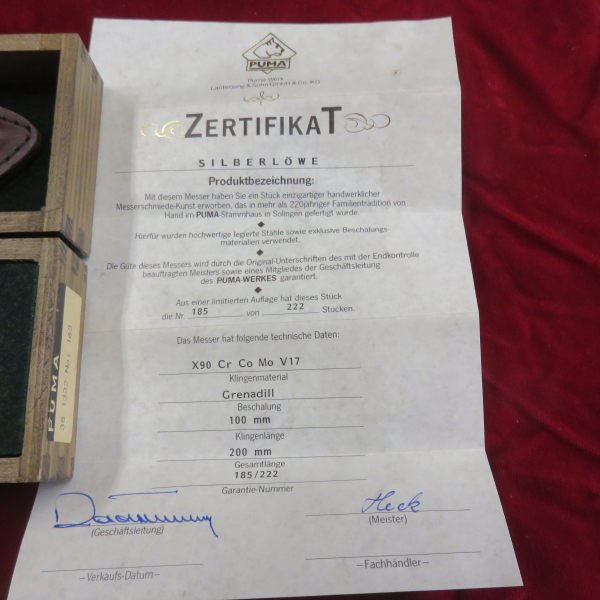 PUMA
Puma-Werk
Lauterjung & Sohn GmbH & Co. KG
ZERTIFIKAT
SILBERLÖWE
Produktbezeichnung:
Mit diesem Messer haben Sie ein Stück einzigartiger handwerklicher
Messerschmiede-Kunst erworben, das in mehr als 220jähriger Familientradition von
Hand im PUMA-Stammhaus in Solingen gefertigt wurde.
Hierfür wurden hochwertige legierte Stähle sowie exklusive Beschalungs-
materialien verwendet.
Die Güte dieses Messers wird durch die Original-Unterschriften des mit der Endkontrolle
beauftragten Meisters sowie eines Mitgliedes der Geschäftsleitung
des PUMA-WERKES garantiert.
Aus einer limitierten Auflage hat dieses Stück
die Nr. 185 von 222 Stücken.
Das Messer hat folgende technische Daten:
X90 Cr Co Mo V17
Klingenmaterial
Grenadill
Beschalung
100 mm
Klingenlänge
200 mm
Gesamtlänge
185/222
Garantie-Nummer
(Geschäftsleitung)
Heck
(Meister)
– Verkaufs-Datum –
– Fachhändler –
PUMA